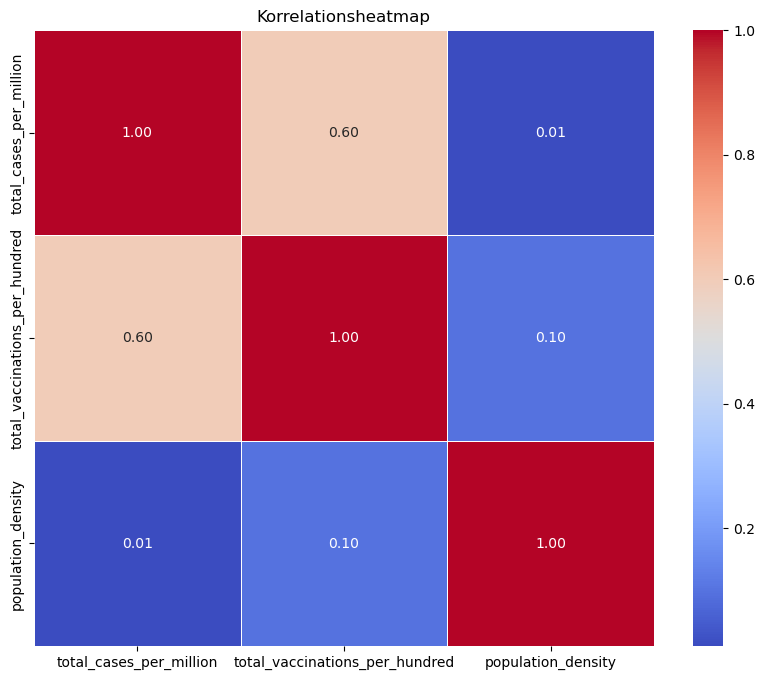 Korrelationsheatmap
total_cases_per_million
1.00
0.60
0.01
total_vaccinations_per_hundred
0.60
1.00
0.10
population_density
0.01
0.10
1.00
total_cases_per_million
total_vaccinations_per_hundred
population_density
1.0
0.8
0.6
0.4
0.2